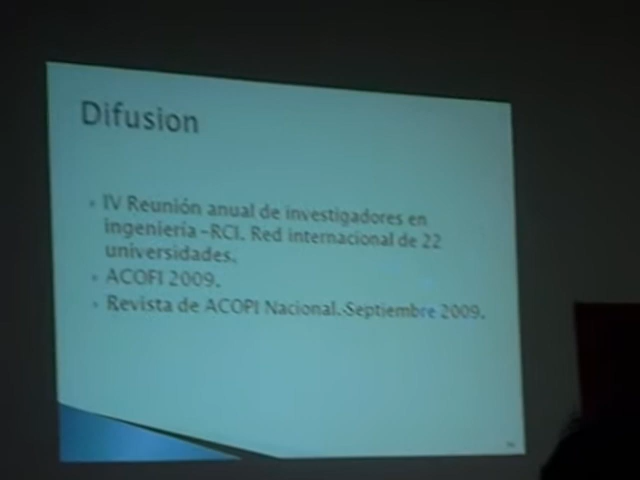 Difusion
IV Reunión anual de investigadores en
ingeniería -RCI. Red internacional de 22
universidades.
ACOFI 2009.
Revista de ACOPI Nacional.-Septiembre 2009.